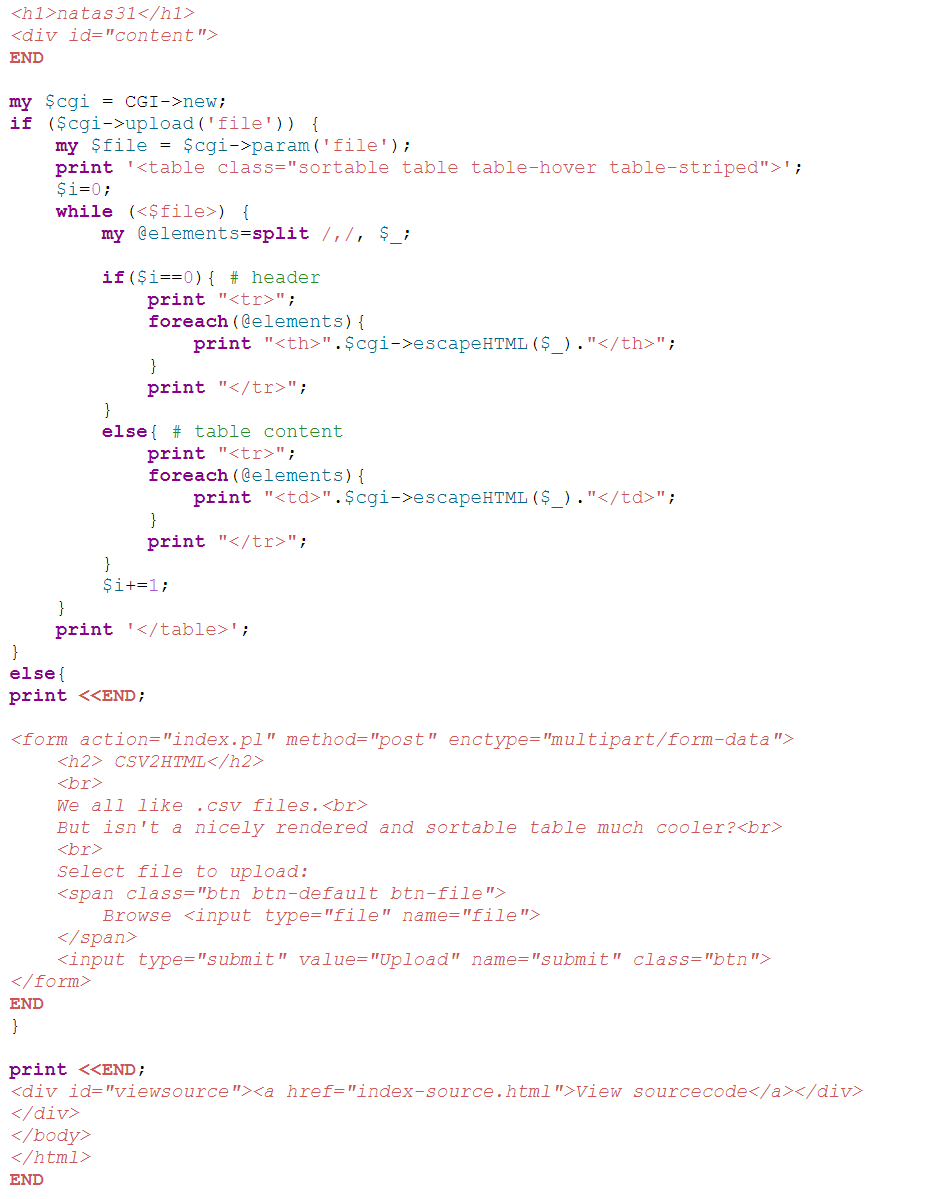 <h1>natas31</h1>
<div id="content">
END
my $cgi = CGI->new;
if ($cgi->upload('file')) {
my $file = $cgi->param('file');
print '<table class="sortable table table-hover table-striped">';
$i=0;
while (<$file>) {
my @elements=split /,/, $_;
if($i==0){ # header
print "<tr>";
foreach(@elements){
print "<th>".$cgi->escapeHTML($_)."</th>";
}
print "</tr>";
}
else{ # table content
print "<tr>";
foreach(@elements){
print "<td>".$cgi->escapeHTML($_)."</td>";
}
print "</tr>";
}
$i+=1;
}
print '</table>';
}
else{
print <<END;
<form action="index.pl" method="post" enctype="multipart/form-data">
<h2> CSV2HTML</h2>
<br>
We all like .csv files.<br>
But isn't a nicely rendered and sortable table much cooler?<br>
<br>
Select file to upload:
<span class="btn btn-default btn-file">
Browse <input type="file" name="file">
</span>
<input type="submit" value="Upload" name="submit" class="btn">
</form>
END
}
print <<END;
<div id="viewsource"><a href="index-source.html">View sourcecode</a></div>
</div>
</body>
</html>
END